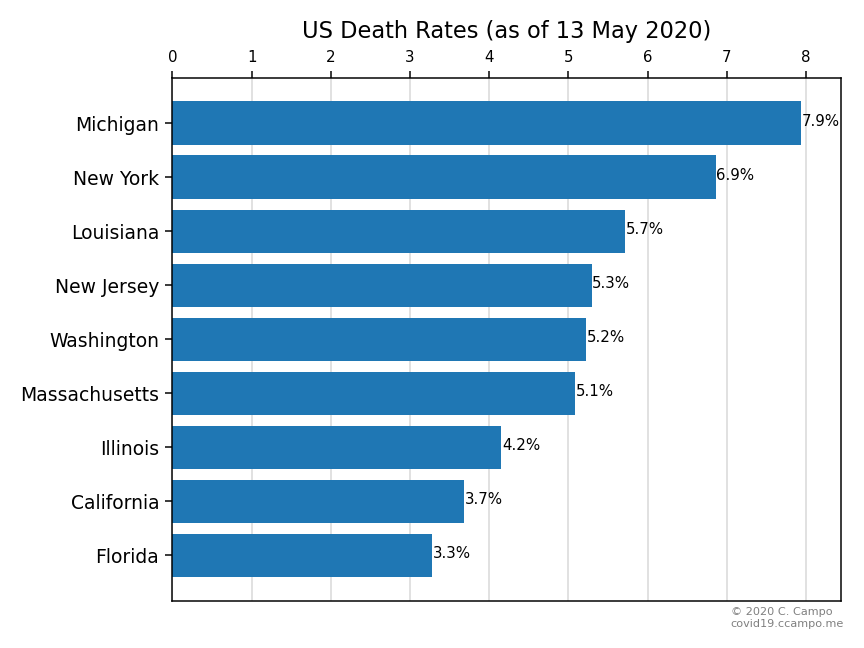 US Death Rates (as of 13 May 2020)
0 1 2 3 4 5 6 7 8
Michigan 7.9%
New York 6.9%
Louisiana 5.7%
New Jersey 5.3%
Washington 5.2%
Massachusetts 5.1%
Illinois 4.2%
California 3.7%
Florida 3.3%
© 2020 C. Campo
covid19.ccampo.me